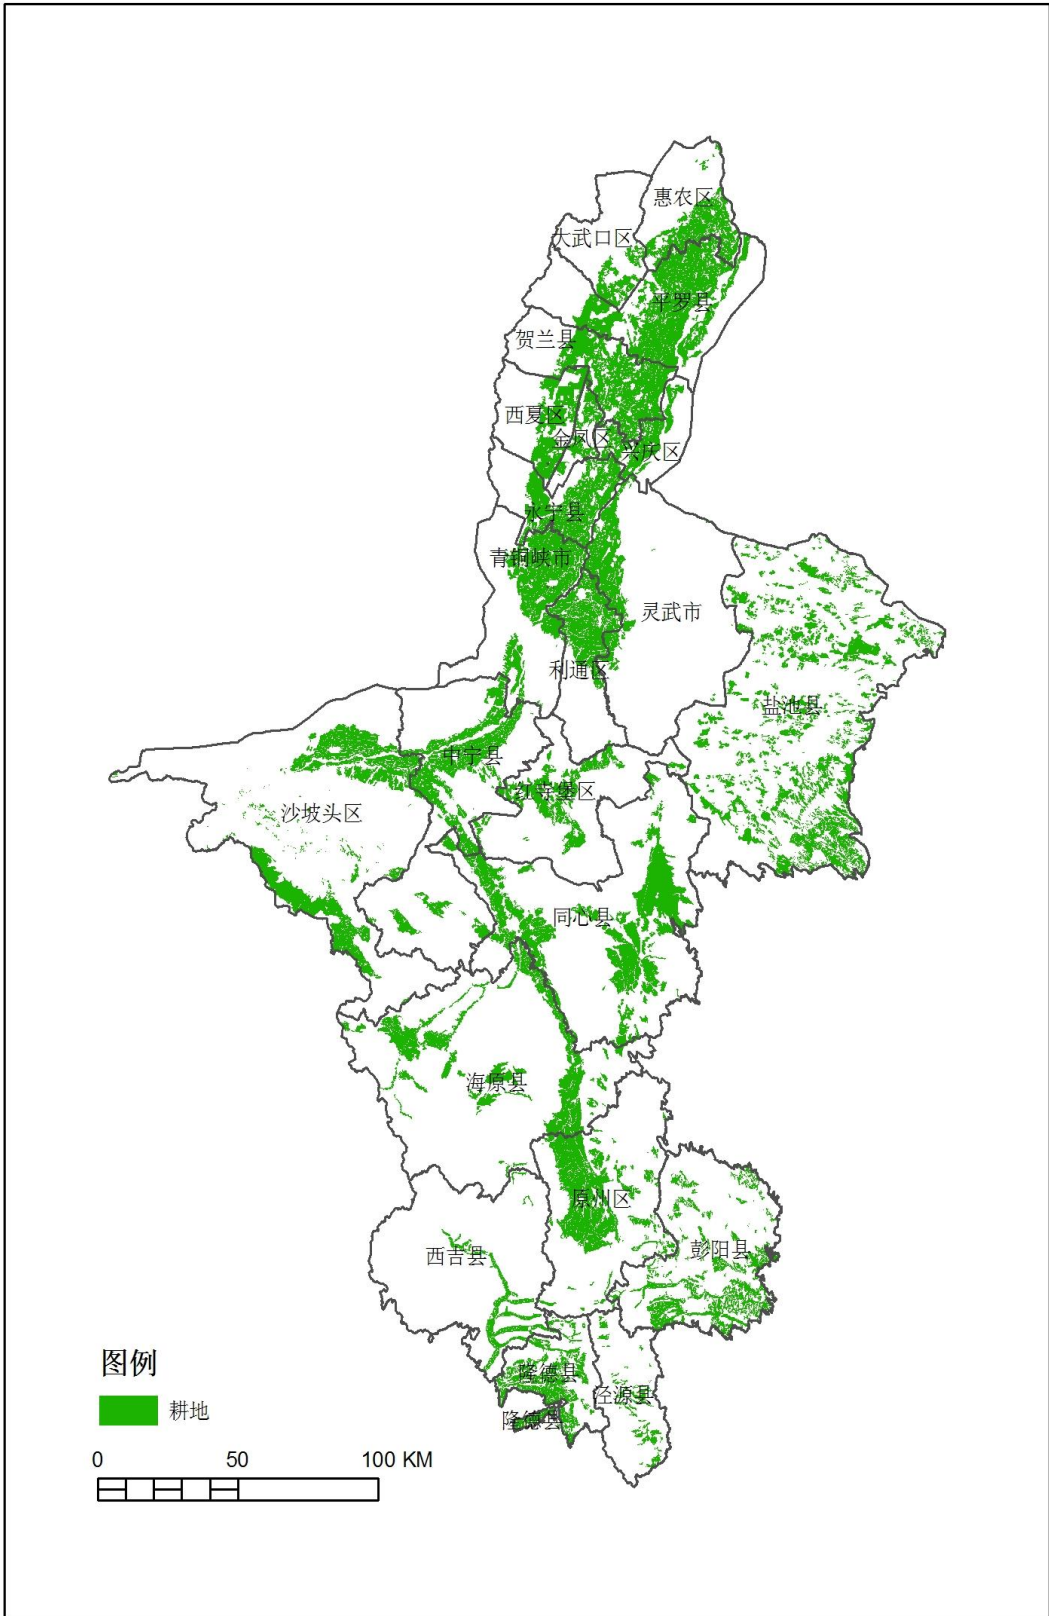 惠农区
大武口区
平罗县
贺兰县
西夏区
金凤区
兴庆区
永宁县
青铜峡市
灵武市
利通区
盐池县
中宁县
红寺堡区
沙坡头区
同心县
海原县
原州区
彭阳县
西吉县
隆德县
泾源县
隆德县
图例
耕地
0 50 100 KM